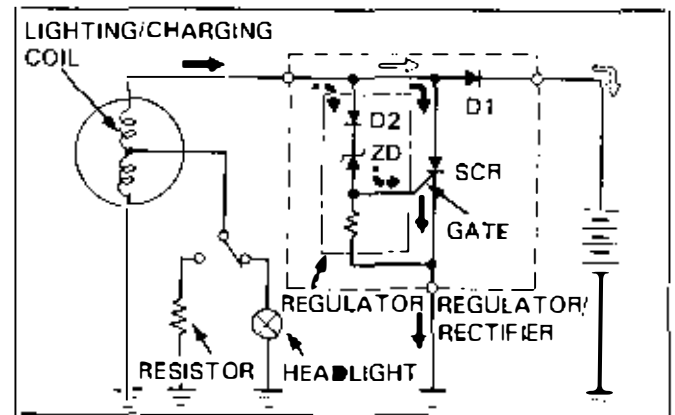 LIGHTING/CHARGING
COIL
D1
D2
ZD
SCR
GATE
REGULATOR
REGULATOR/
RECTIFIER
RESISTOR
HEADLIGHT